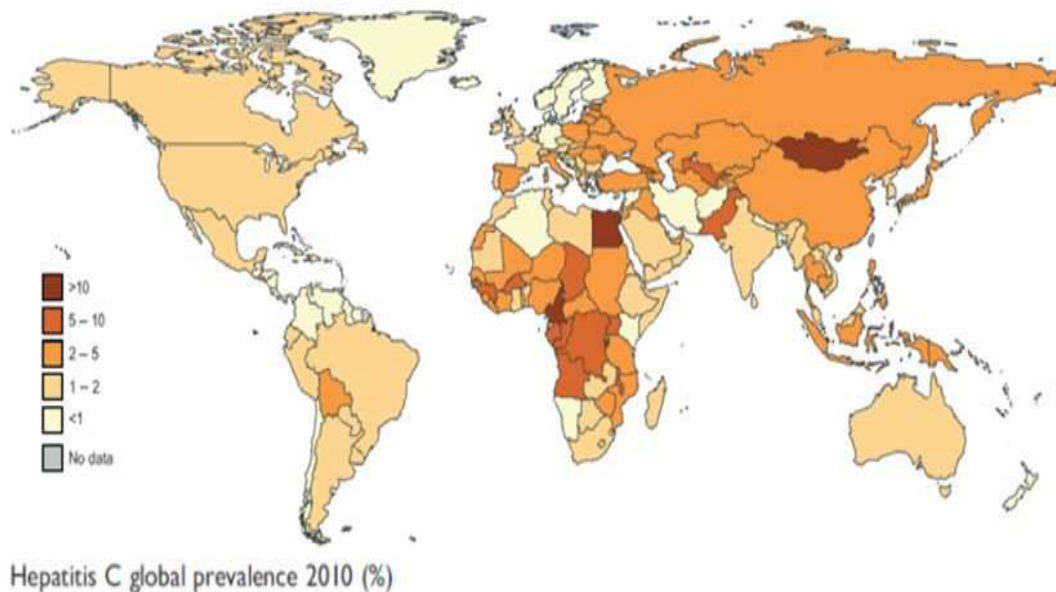 >10
5 – 10
2 – 5
1 – 2
<1
No data
Hepatitis C global prevalence 2010 (%)